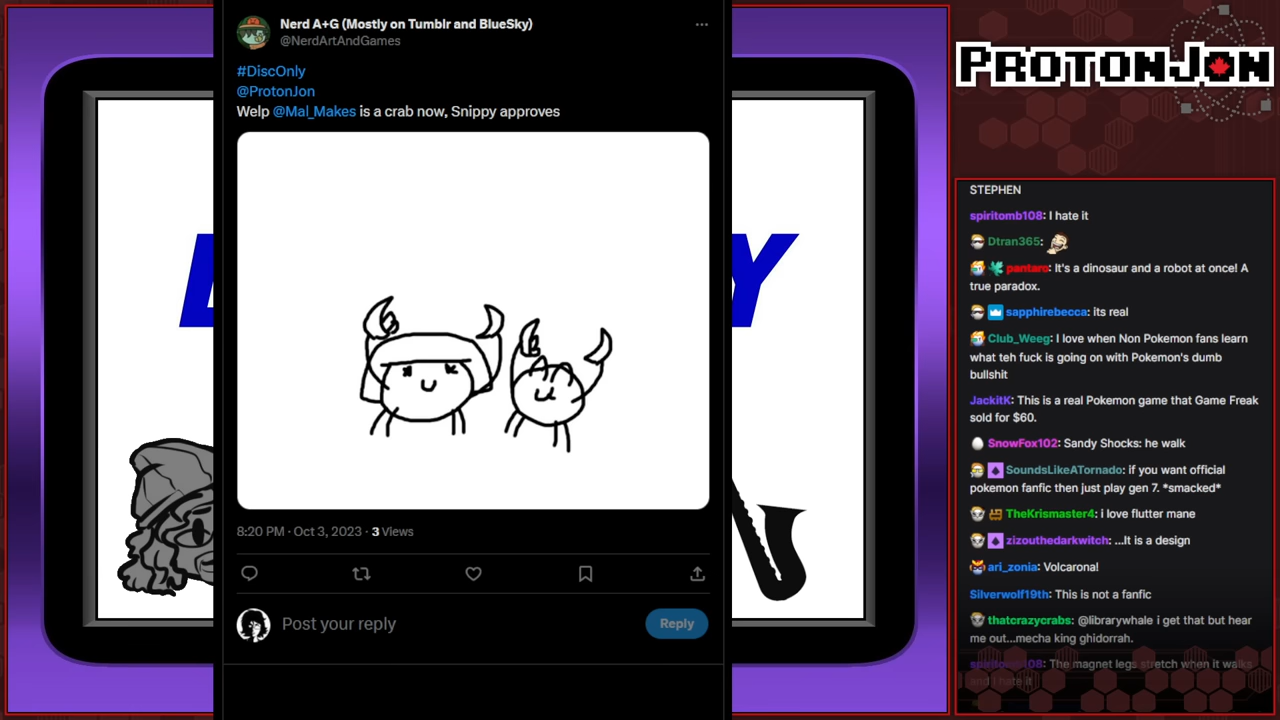 Nerd A+G (Mostly on Tumblr and BlueSky)
@NerdArtAndGames
#DiscOnly
@ProtonJon
Welp @Mal_Makes is a crab now, Snippy approves
8:20 PM · Oct 3, 2023 · 3 Views
Post your reply
Reply
Y
PROTONJON
STEPHEN
spiritomb108: I hate it
Dtran365:
pantaro: It's a dinosaur and a robot at once! A
true paradox.
sapphirebecca: its real
Club_Weeg: I love when Non Pokemon fans learn
what teh fuck is going on with Pokemon's dumb
bullshit
JackitK: This is a real Pokemon game that Game Freak
sold for $60.
SnowFox102: Sandy Shocks: he walk
SoundsLikeATornado: if you want official
pokemon fanfic then just play gen 7. *smacked*
TheKrismaster4: i love flutter mane
zizouthedarkwitch: ...It is a design
ari_zonia: Volcarona!
Silverwolf19th: This is not a fanfic
thatcrazycrabs: @librarywhale i get that but hear
me out...mecha king ghidorrah.
spiritomb108: The magnet legs stretch when it walks
and I hate it